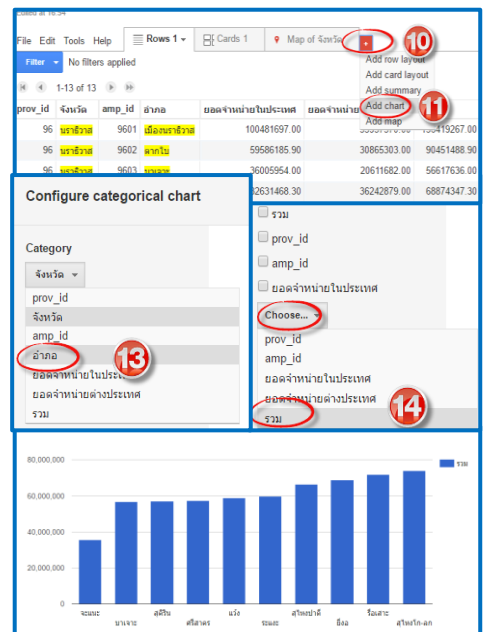 Edited at 16:54
File Edit Tools Help Rows 1 Cards 1 Map of จังหวัด + 10
Filter No filters applied
1-13 of 13
Add row layout
Add card layout
Add summary
Add chart 11
Add map
prov_id จังหวัด amp_id อำเภอ ยอดจำหน่ายในประเทศ
96 นราธิวาส 9601 เมืองนราธิวาส 100481697.00
96 นราธิวาส 9602 ตากใบ 59586185.90 30865303.00 90451488.90
96 นราธิวาส 9603 บาเจาะ 36005954.00 20611682.00 56617636.00
32631468.30 36242879.00 68874347.30
Configure categorical chart
Category
จังหวัด
prov_id
จังหวัด
amp_id
อำเภอ 13
ยอดจำหน่ายในประเทศ
ยอดจำหน่ายต่างประเทศ
รวม
รวม
prov_id
amp_id
ยอดจำหน่ายในประเทศ
Choose...
prov_id
amp_id
ยอดจำหน่ายในประเทศ
ยอดจำหน่ายต่างประเทศ 14
รวม
80,000,000
60,000,000
40,000,000
20,000,000
0
รวม
จะแนะ บาเจาะ สุคิริน ศรีสาคร แว้ง ระแงะ สุไหงปาดี ยี่งอ รือเสาะ สุไหงโก-ลก